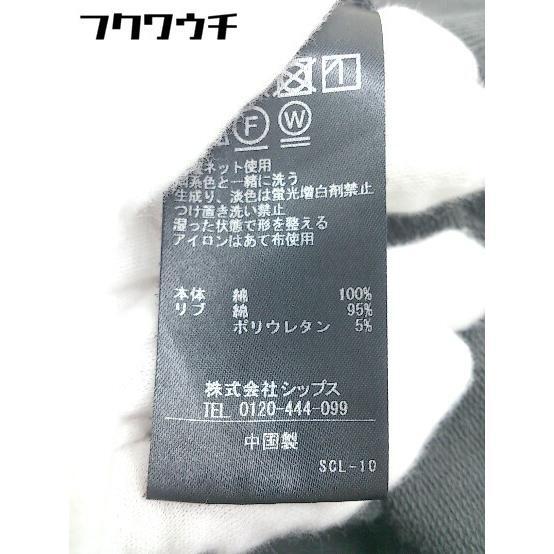 フクワウチ
F W
ネット使用
系色と一緒に洗う
生成り、淡色は蛍光増白剤禁止
つけ置き洗い禁止
湿った状態で形を整える
アイロンはあて布使用
本体 綿 100%
リブ 綿 95%
ポリウレタン 5%
株式会社シップス
TEL 0120-444-099
中国製
SCL-10